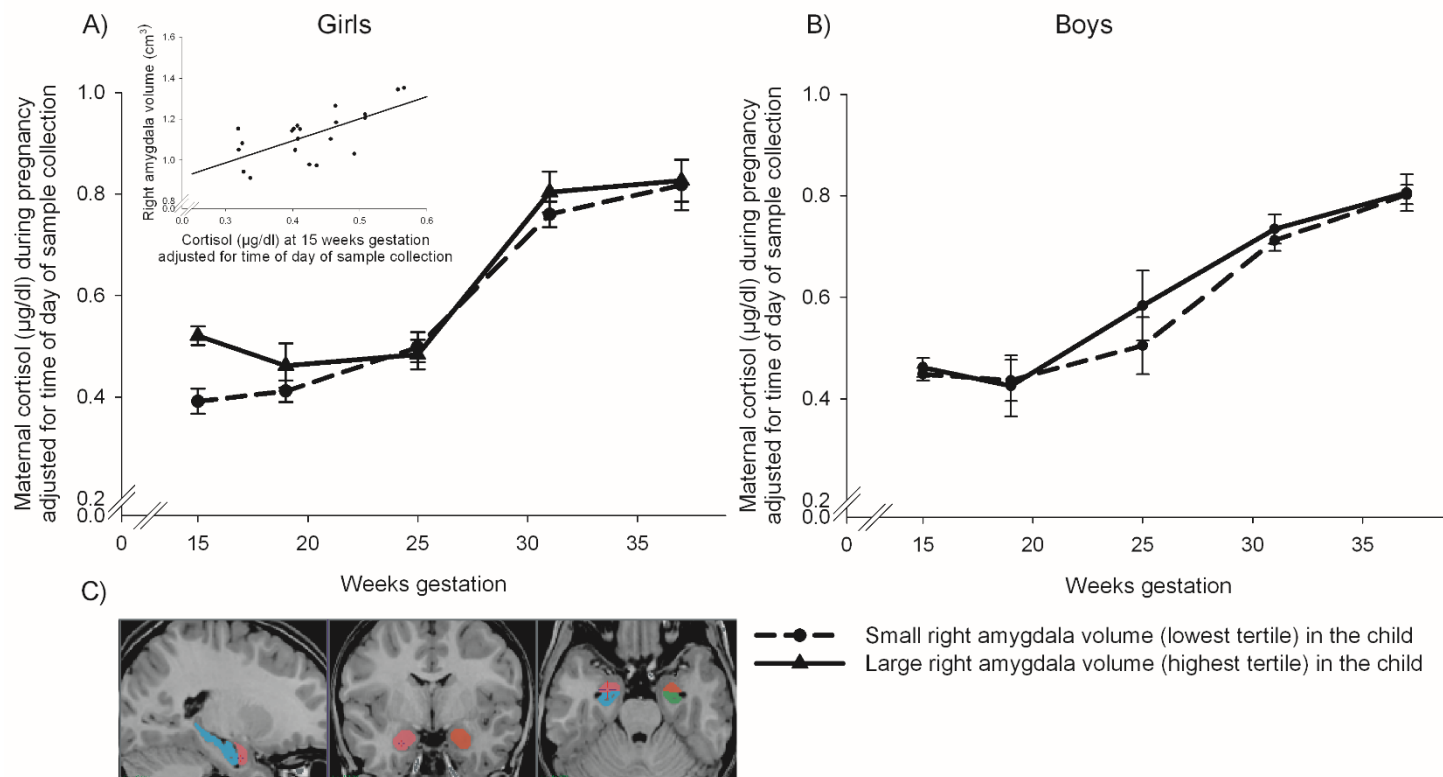 A)
Girls
Right amygdala volume (cm³)
1.6
1.4
1.2
1.0
0.8
0.0
0.0
0.3
0.4
0.5
0.6
Cortisol (µg/dl) at 15 weeks gestation
adjusted for time of day of sample collection
Maternal cortisol (µg/dl) during pregnancy
adjusted for time of day of sample collection
1.0
0.8
0.6
0.4
0.2
0.0
0
15
20
25
30
35
Weeks gestation
B)
Boys
Maternal cortisol (µg/dl) during pregnancy
adjusted for time of day of sample collection
1.0
0.8
0.6
0.4
0.2
0.0
0
15
20
25
30
35
Weeks gestation
C)
Small right amygdala volume (lowest tertile) in the child
Large right amygdala volume (highest tertile) in the child